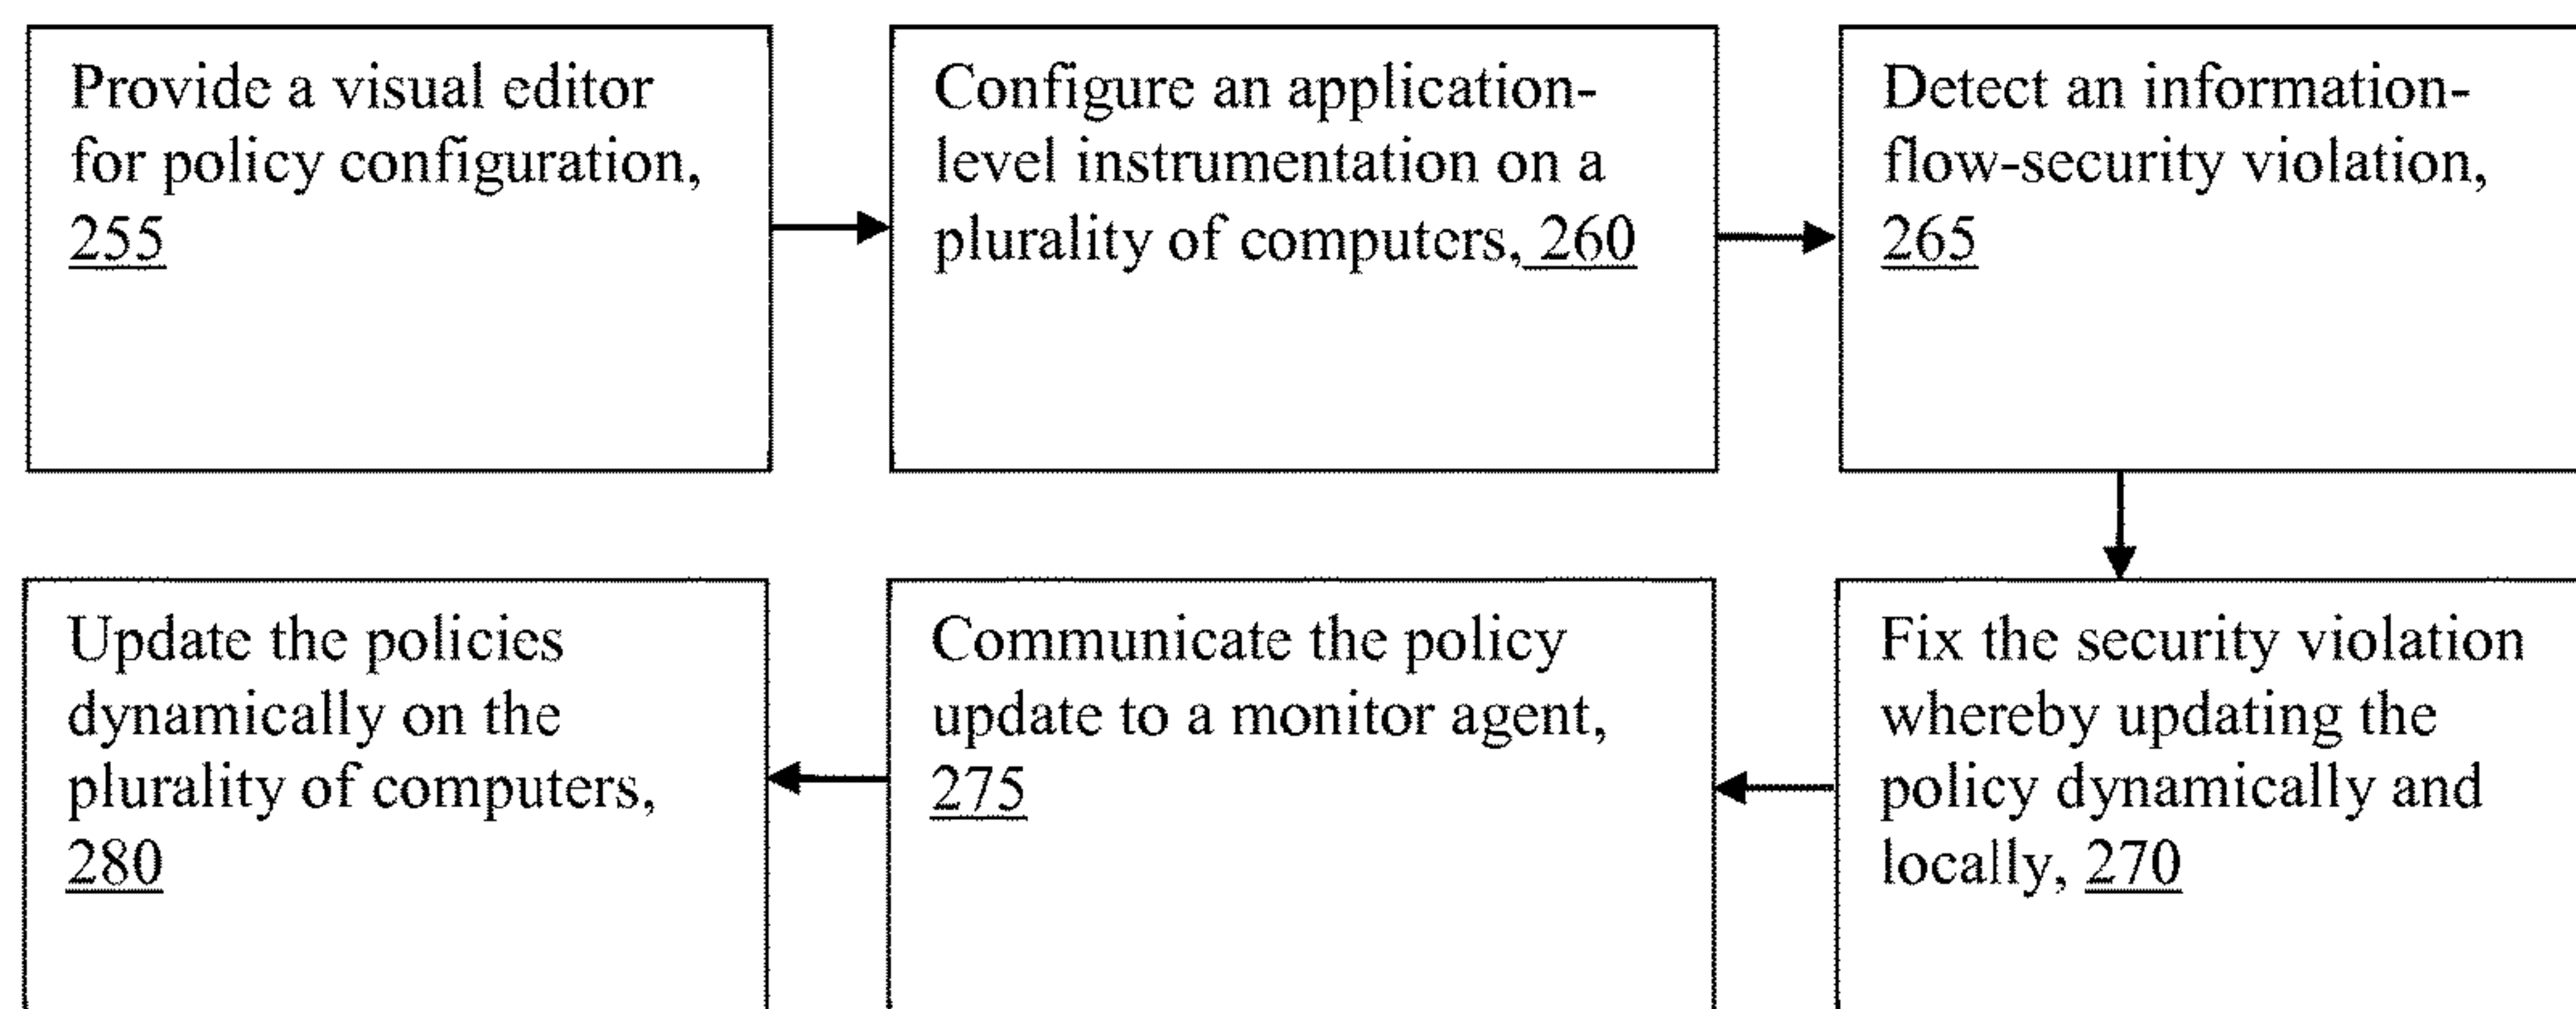 Provide a visual editor
for policy configuration,
255
Configure an application-
level instrumentation on a
plurality of computers, 260
Detect an information-
flow-security violation,
265
Fix the security violation
whereby updating the
policy dynamically and
locally, 270
Communicate the policy
update to a monitor agent,
275
Update the policies
dynamically on the
plurality of computers,
280